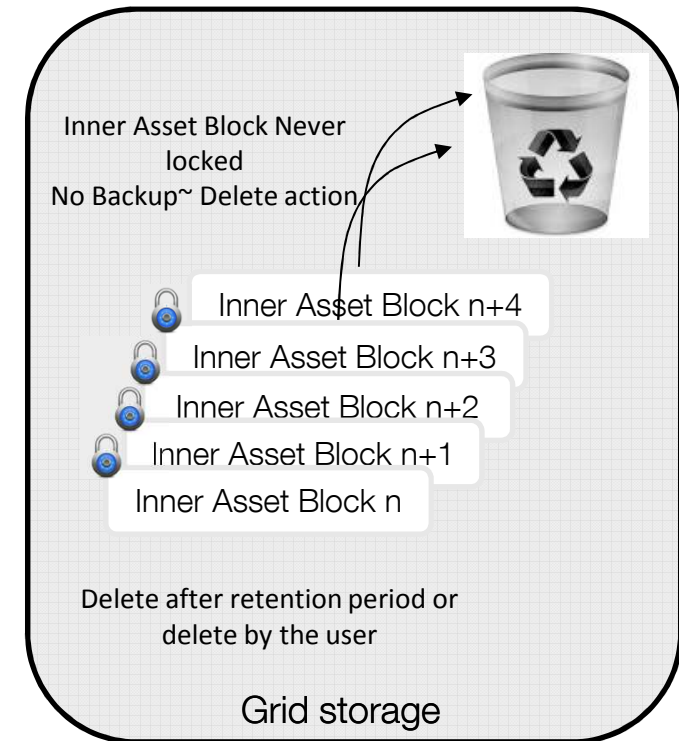 Inner Asset Block Never
locked
No Backup~ Delete action
Inner Asset Block n+4
Inner Asset Block n+3
Inner Asset Block n+2
Inner Asset Block n+1
Inner Asset Block n
Delete after retention period or
delete by the user
Grid storage